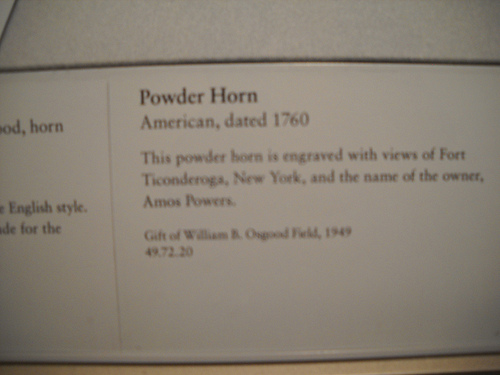 ood, horn
e English style.
de for the
Powder Horn
American, dated 1760
This powder horn is engraved with views of Fort
Ticonderoga, New York, and the name of the owner,
Amos Powers.
Gift of William B. Osgood Field, 1949
49.72.20